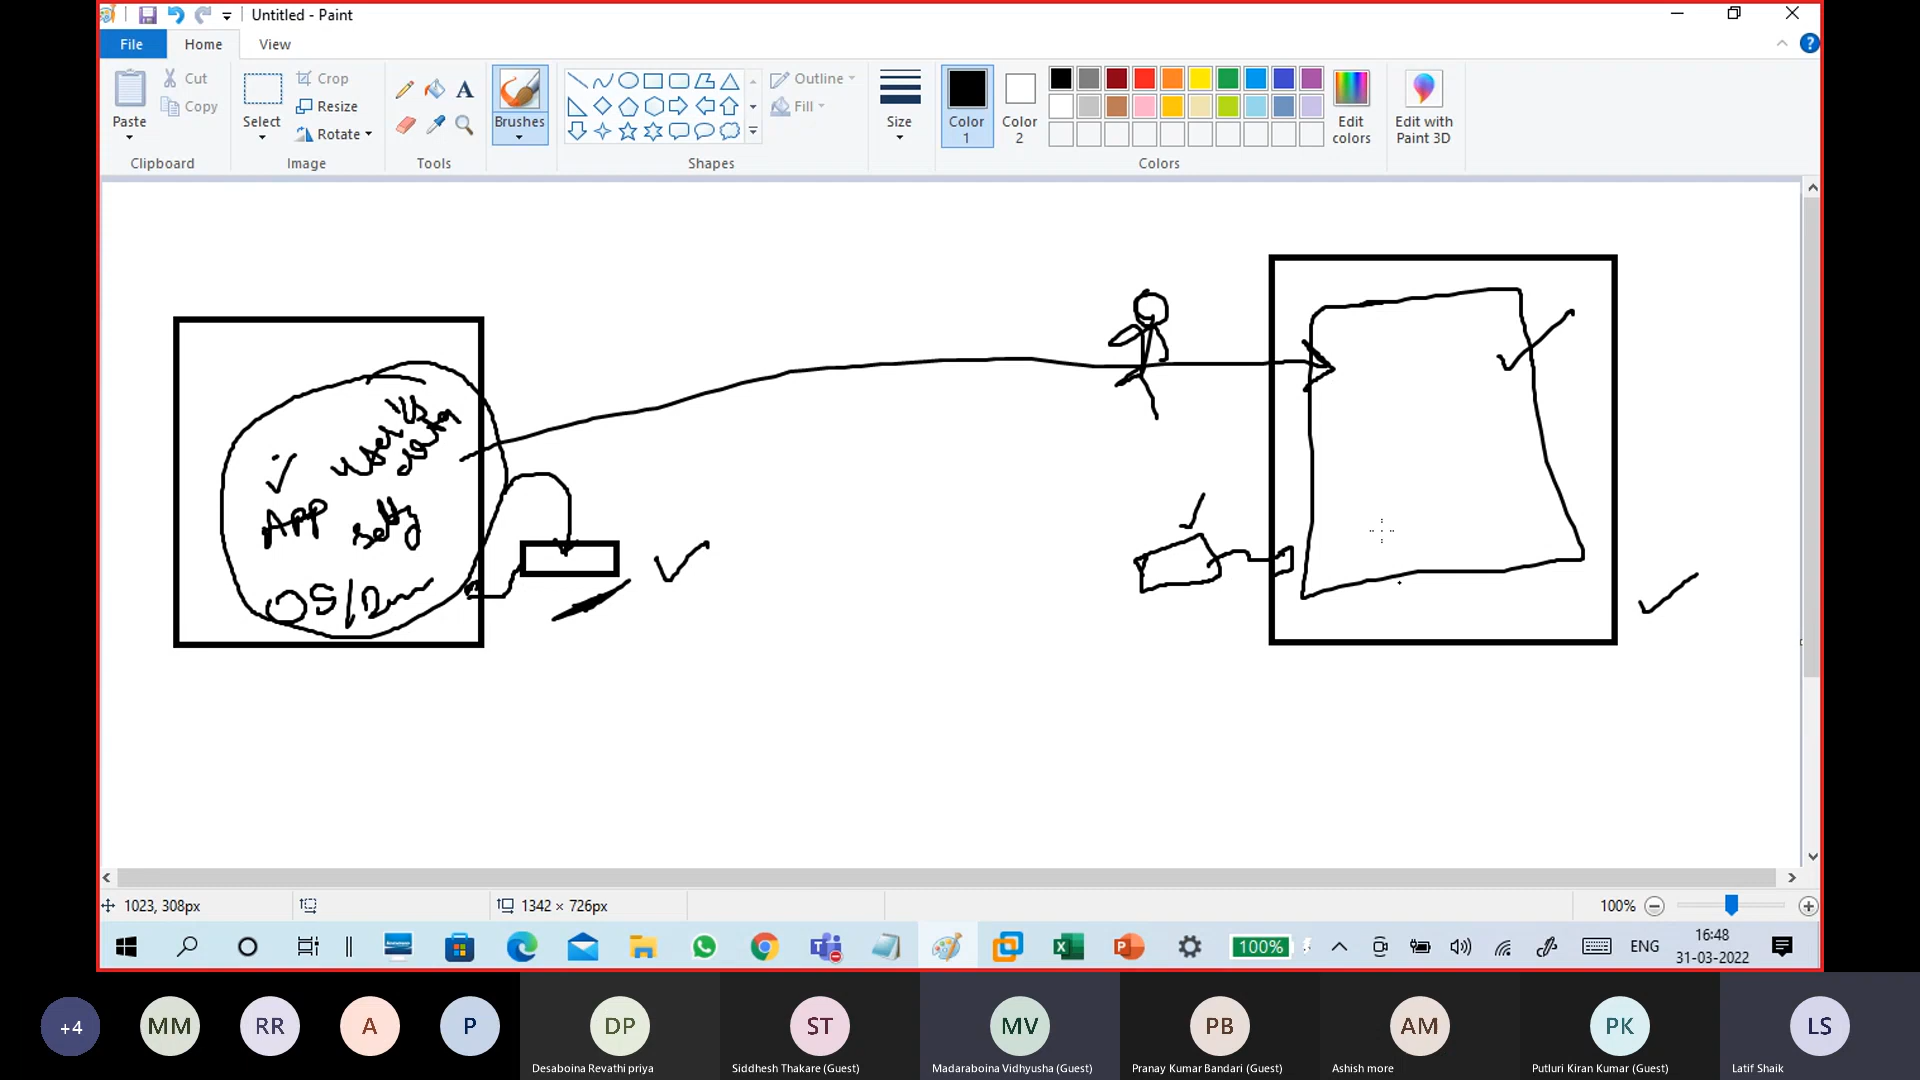 Untitled - Paint
File Home View
Paste
Cut
Copy
Clipboard
Select
Crop
Resize
Rotate
Image
Tools
Brushes
Shapes
Outline
Fill
Size
Color 1
Color 2
Colors
Edit colors
Edit with Paint 3D
user's
data
APP
OS/
1023, 308px
1342 × 726px
100%
100%
ENG
16:48
31-03-2022
+4
MM
RR
A
P
DP
Desaboina Revathi priya
ST
Siddhesh Thakare (Guest)
MV
Madaraboina Vidhyusha (Guest)
PB
Pranay Kumar Bandari (Guest)
AM
Ashish more
PK
Putluri Kiran Kumar (Guest)
LS
Latif Shaik